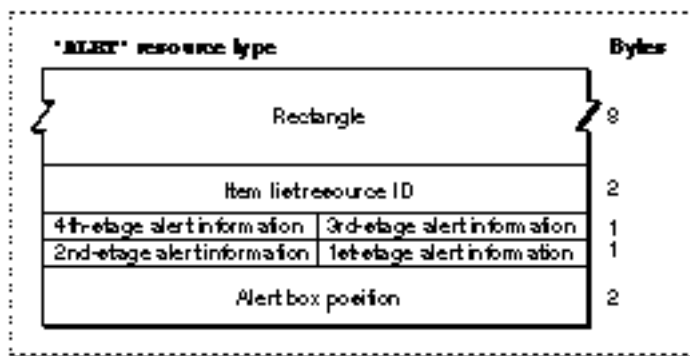 'ALRT' resource type Bytes
Rectangle 8
Item list resource ID 2
4th-stage alert information 3rd-stage alert information 1
2nd-stage alert information 1st-stage alert information 1
Alert box position 2